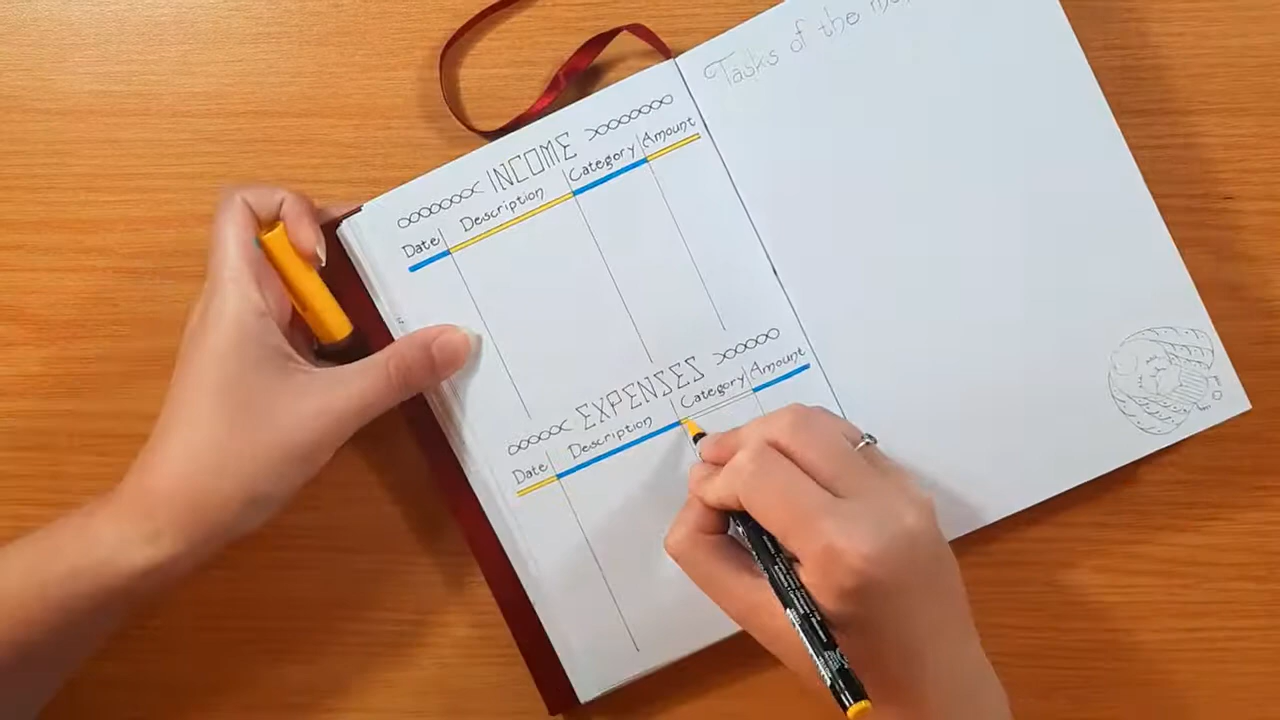 INCOME
Date Description Category Amount
EXPENSES
Date Description Category Amount
Tasks of the